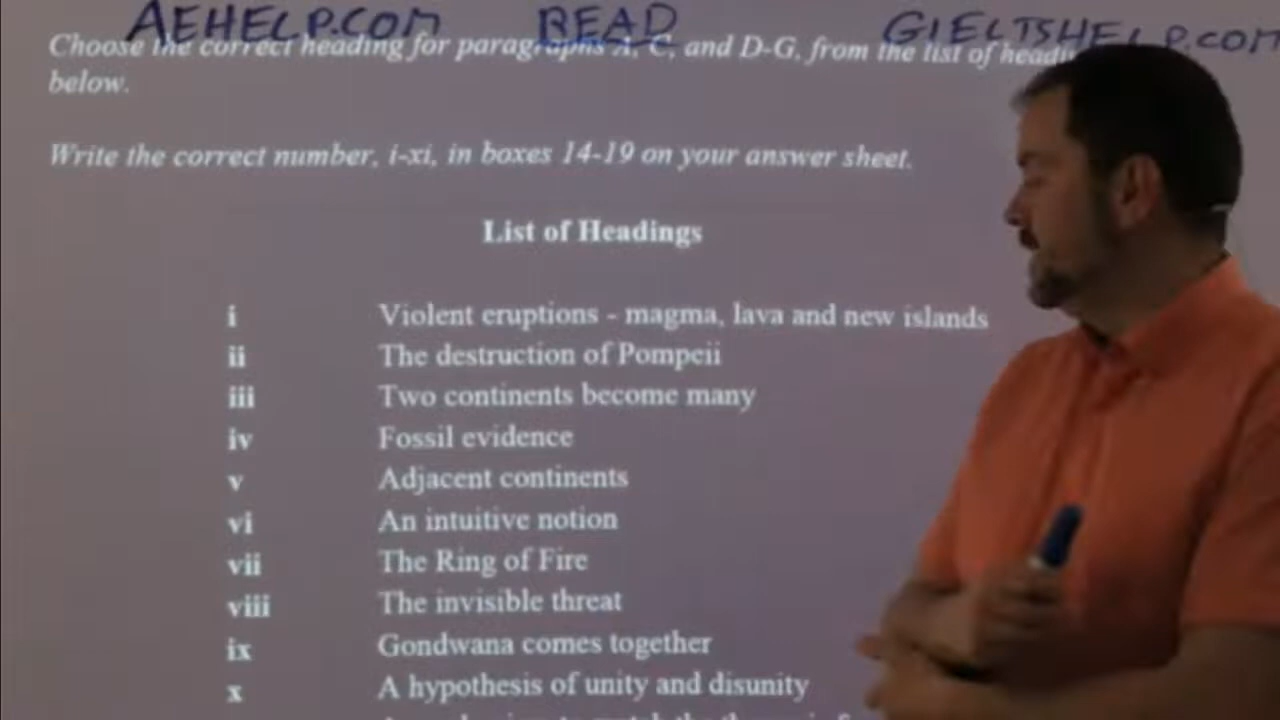 AEHELP.COM READ GIELTSHELP.COM
Choose the correct heading for paragraphs A, C, and D-G, from the list of
below.
Write the correct number, i-xi, in boxes 14-19 on your answer sheet.
List of Headings
i Violent eruptions - magma, lava and new islands
ii The destruction of Pompeii
iii Two continents become many
iv Fossil evidence
v Adjacent continents
vi An intuitive notion
vii The Ring of Fire
viii The invisible threat
ix Gondwana comes together
x A hypothesis of unity and disunity